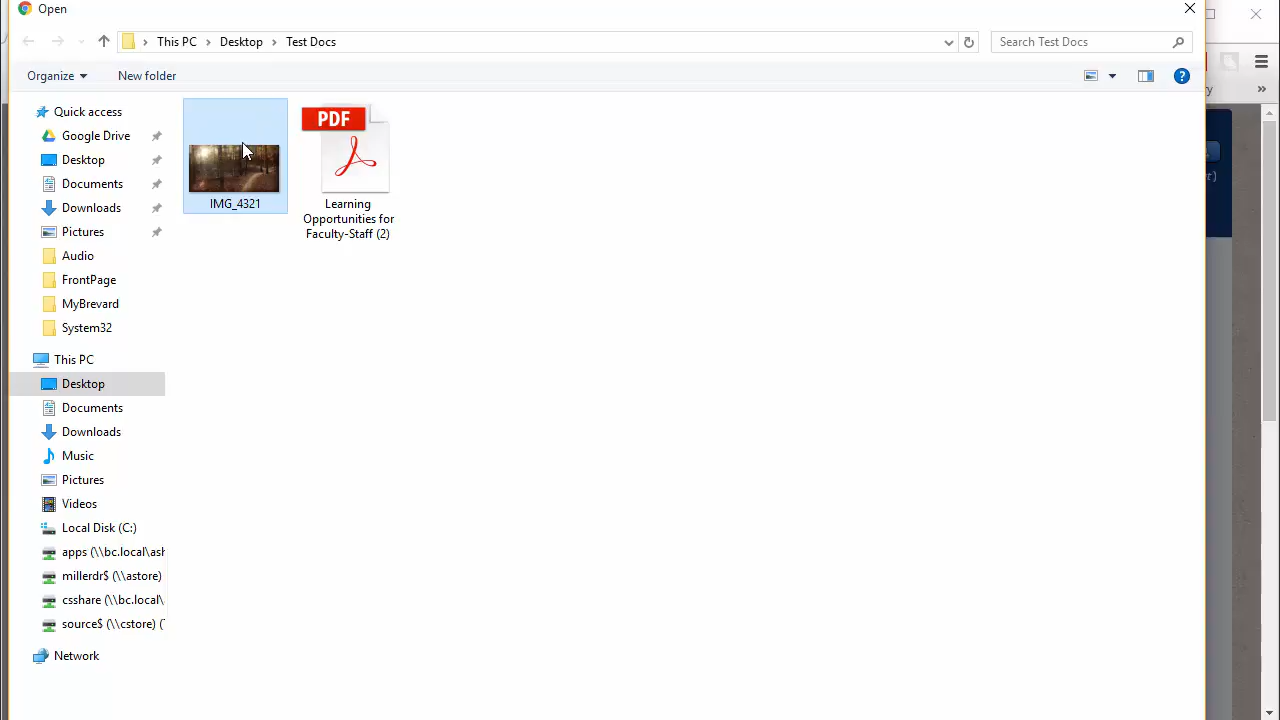 Open
This PC
Desktop
Test Docs
Search Test Docs
Organize
New folder
Quick access
Google Drive
Desktop
Documents
Downloads
Pictures
Audio
FrontPage
MyBrevard
System32
This PC
Desktop
Documents
Downloads
Music
Pictures
Videos
Local Disk (C:)
apps (\\bc.local\ash
millerdr$ (\\astore)
csshare (\\bc.local\
source$ (\\cstore) (
Network
PDF
IMG_4321
Learning
Opportunities for
Faculty-Staff (2)